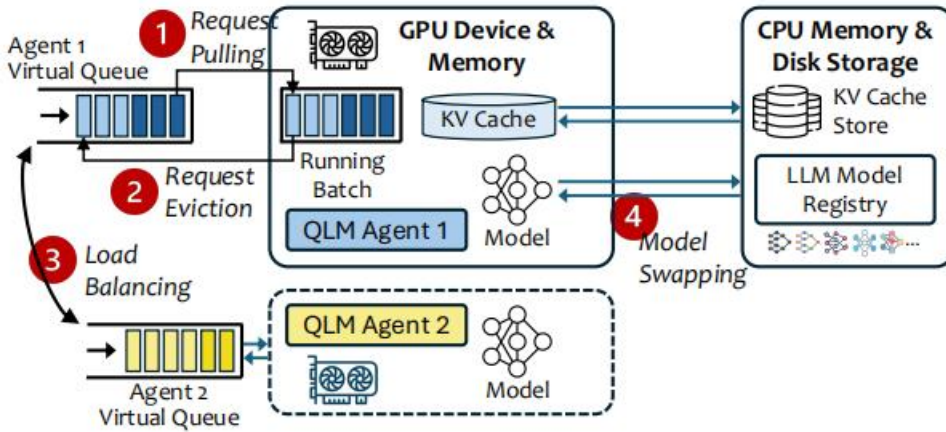 1 Request
Pulling
Agent 1
Virtual Queue
GPU Device &
Memory
KV Cache
Running
Batch
QLM Agent 1
Model
2 Request
Eviction
CPU Memory &
Disk Storage
KV Cache
Store
LLM Model
Registry
...
4 Model
Swapping
3 Load
Balancing
QLM Agent 2
Model
Agent 2
Virtual Queue